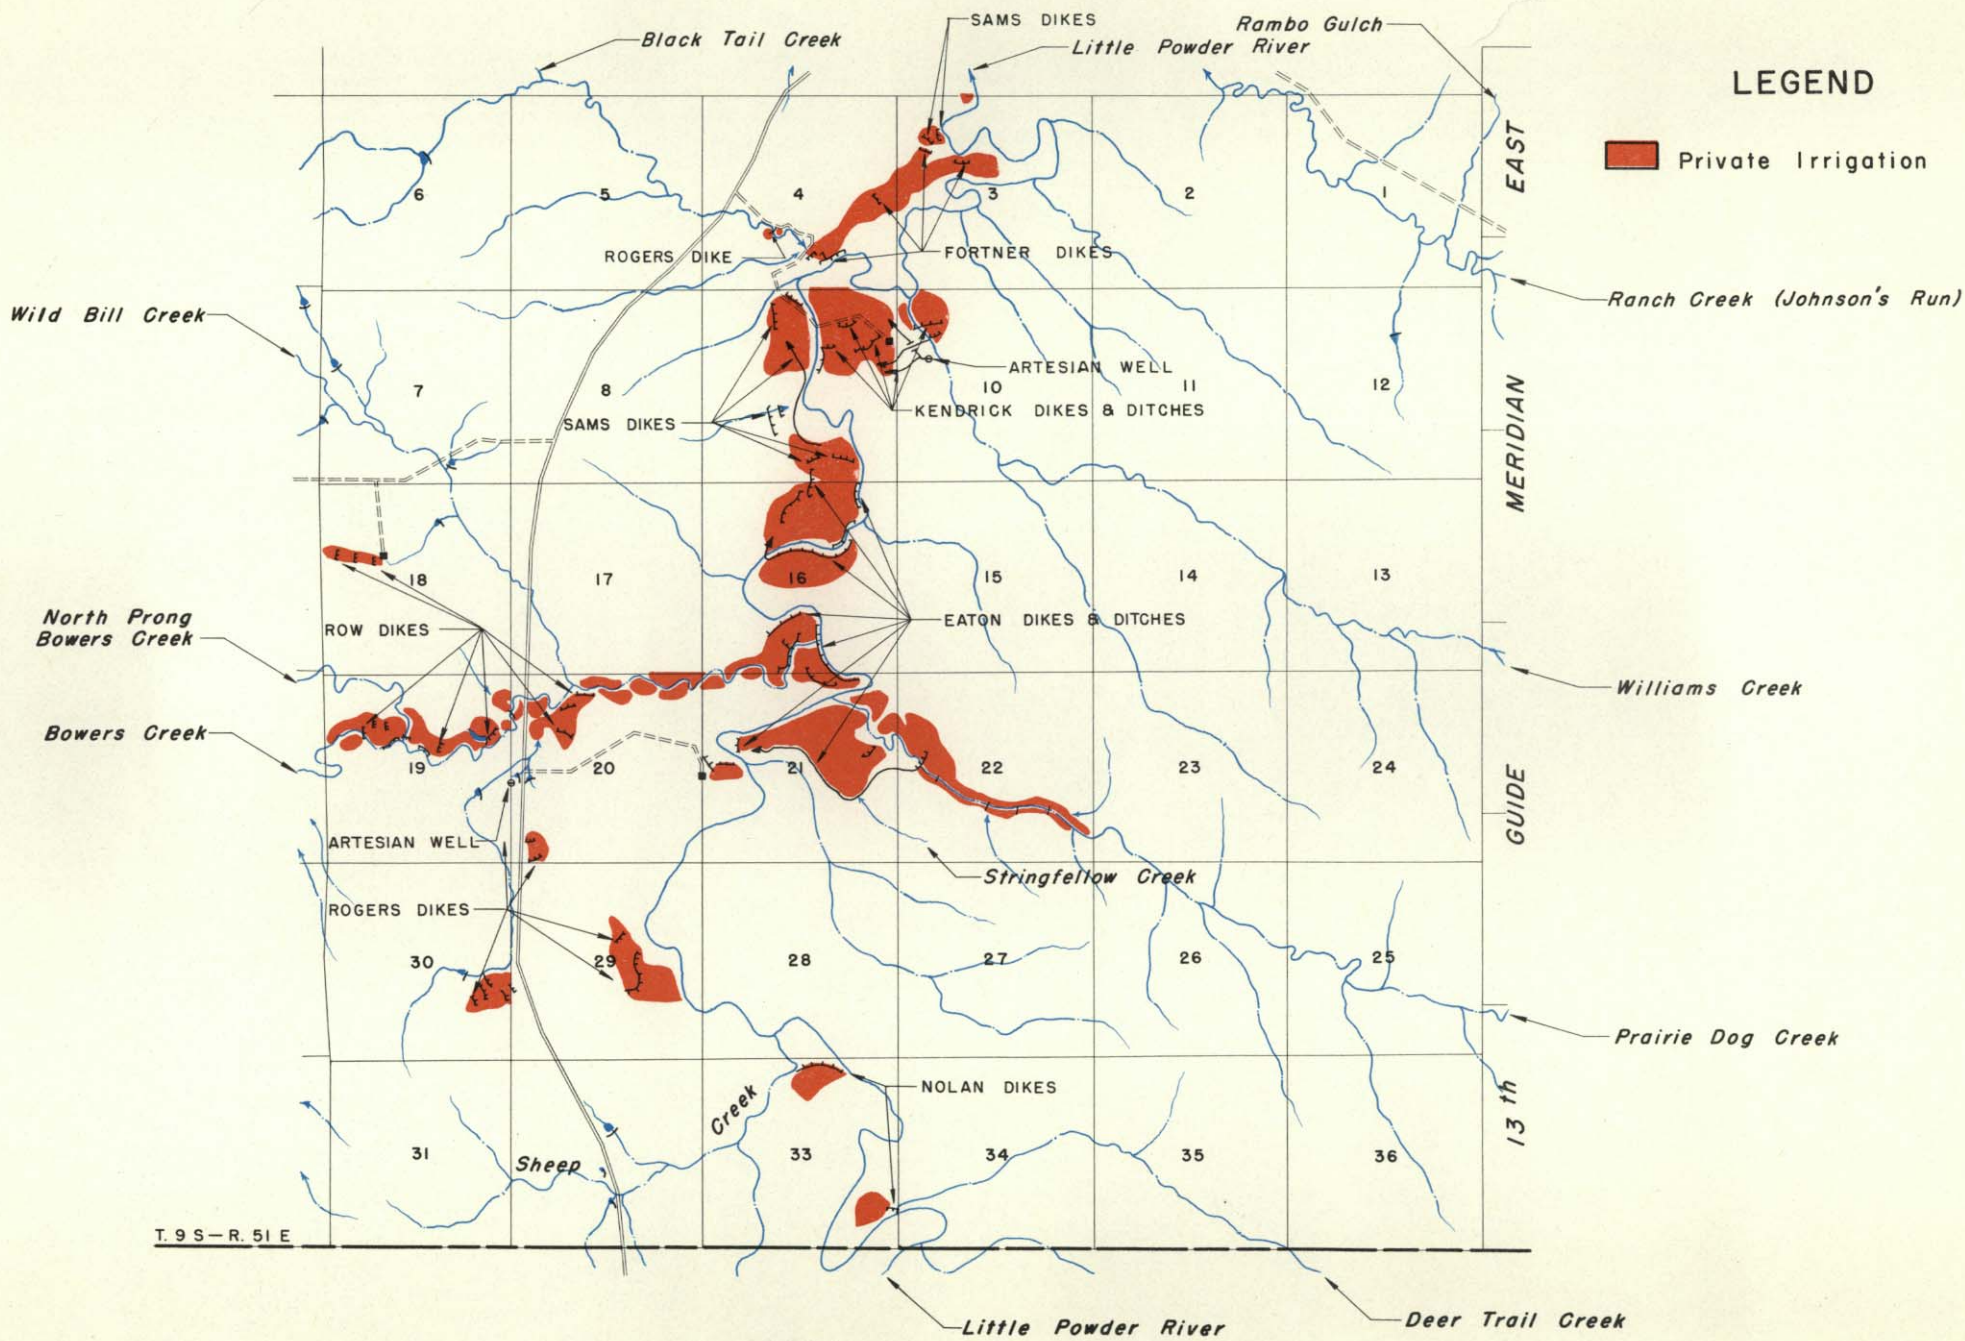 SAMS DIKES
Rambo Gulch
Black Tail Creek
Little Powder River
LEGEND
Private Irrigation
EAST
6
5
4
3
2
1
ROGERS DIKE
FORTNER DIKES
Wild Bill Creek
Ranch Creek (Johnson's Run)
ARTESIAN WELL
7
8
10
11
12
KENDRICK DIKES & DITCHES
SAMS DIKES
MERIDIAN
18
17
16
15
14
13
North Prong
Bowers Creek
ROW DIKES
EATON DIKES & DITCHES
Williams Creek
Bowers Creek
19
20
21
22
23
24
GUIDE
ARTESIAN WELL
Stringfellow Creek
ROGERS DIKES
30
29
28
27
26
25
Prairie Dog Creek
NOLAN DIKES
Creek
13th
31
Sheep
33
34
35
36
T. 9 S — R. 51 E
Little Powder River
Deer Trail Creek